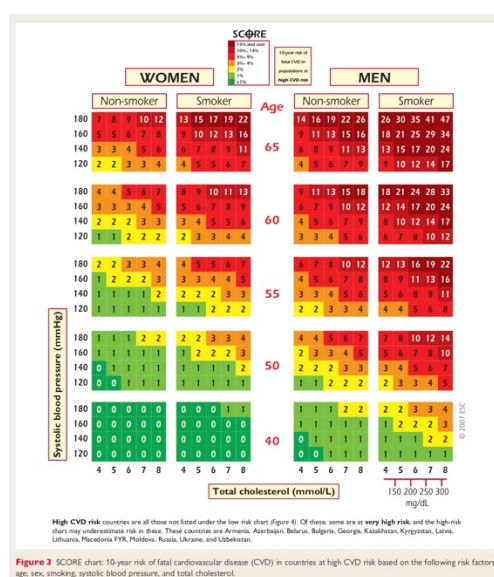 SCORE
15% and over
10%–14%
5%–9%
3%–4%
2%
1%
<1%
10-year risk of
fatal CVD in
populations at
high CVD risk
WOMEN MEN
Non-smoker Smoker Age Non-smoker Smoker
180 7 8 9 10 12 13 15 17 19 22 14 16 19 22 26 26 30 35 41 47
160 5 5 6 7 8 9 10 12 13 16 9 11 13 15 16 18 21 25 29 34
140 3 3 4 5 6 6 7 8 9 11 6 8 9 11 13 13 15 17 20 24
120 2 2 3 3 4 4 5 5 6 7 4 5 6 7 9 9 10 12 14 17
65
180 4 4 5 6 7 8 9 10 11 13 9 11 13 15 18 18 21 24 28 33
160 3 3 3 4 5 5 6 7 8 9 6 7 9 10 12 12 14 17 20 24
140 2 2 2 3 3 3 4 5 5 6 4 5 6 7 9 8 10 12 14 17
120 1 1 2 2 2 2 3 3 4 4 3 3 4 5 6 6 7 8 10 12
60
180 2 2 3 3 4 4 5 5 6 7 6 7 8 10 12 12 13 16 19 22
160 1 2 2 2 3 3 3 4 4 5 4 5 6 7 8 8 9 11 13 16
140 1 1 1 1 2 2 2 2 3 3 3 3 4 5 6 5 6 8 9 11
120 1 1 1 1 1 1 1 2 2 2 2 2 3 3 4 4 4 5 6 8
55
180 1 1 1 2 2 2 2 3 3 4 4 4 5 6 7 7 8 10 12 14
160 1 1 1 1 1 1 2 2 2 3 2 3 3 4 5 5 6 7 8 10
140 0 1 1 1 1 1 1 1 1 2 2 2 2 3 3 3 4 5 6 7
120 0 0 1 1 1 1 1 1 1 1 1 1 2 2 2 2 3 3 4 5
50
180 0 0 0 0 0 0 0 0 1 1 1 1 1 2 2 2 2 3 3 4
160 0 0 0 0 0 0 0 0 0 0 1 1 1 1 1 1 2 2 2 3
140 0 0 0 0 0 0 0 0 0 0 0 1 1 1 1 1 1 1 2 2
120 0 0 0 0 0 0 0 0 0 0 0 0 1 1 1 1 1 1 1 1
40
4 5 6 7 8 4 5 6 7 8 4 5 6 7 8 4 5 6 7 8
Systolic blood pressure (mmHg)
Total cholesterol (mmol/L)
150 200 250 300
mg/dL
© 2007 ESC
High CVD risk countries are all those not listed under the low risk chart (Figure 4). Of these, some are at very high risk, and the high-risk
chart may underestimate risk in these. These countries are Armenia, Azerbaijan, Belarus, Bulgaria, Georgia, Kazakhstan, Kyrgyzstan, Latvia,
Lithuania, Macedonia FYR, Moldova, Russia, Ukraine, and Uzbekistan.
Figure 3 SCORE chart: 10-year risk of fatal cardiovascular disease (CVD) in countries at high CVD risk based on the following risk factors:
age, sex, smoking, systolic blood pressure, and total cholesterol.